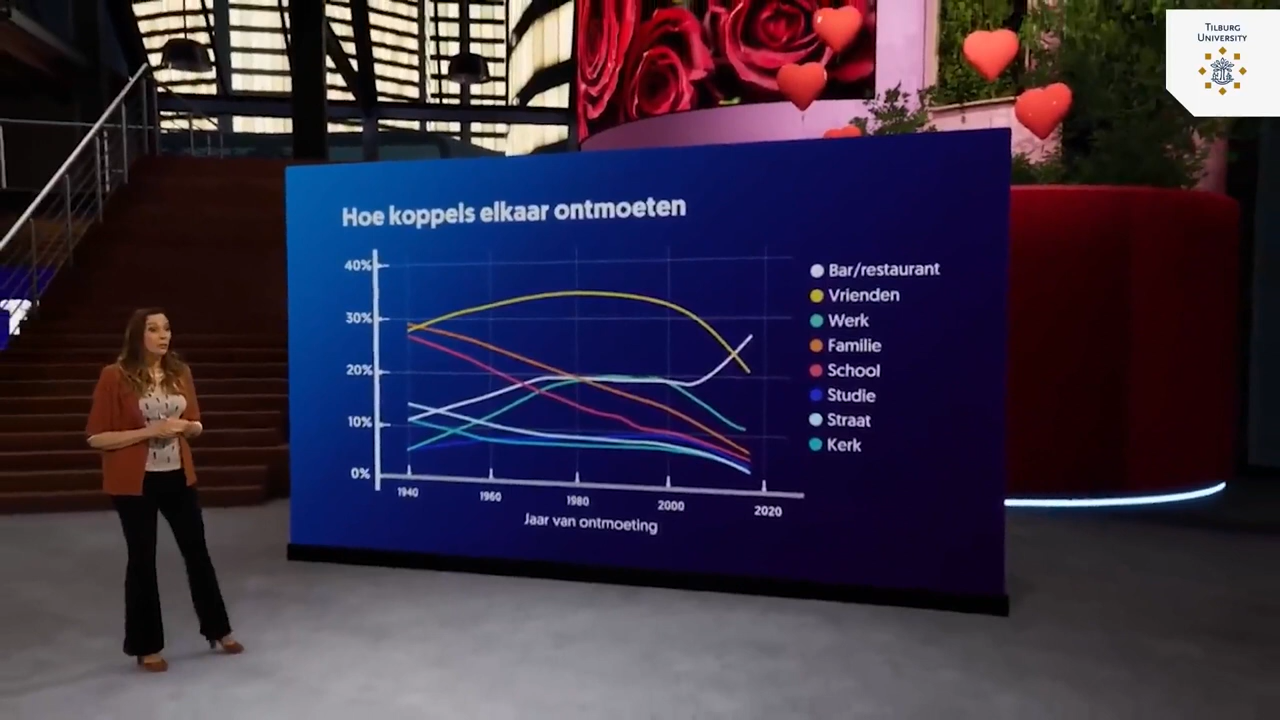 TILBURG
UNIVERSITY
Hoe koppels elkaar ontmoeten
40%
30%
20%
10%
0%
1940
1960
1980
2000
2020
Jaar van ontmoeting
Bar/restaurant
Vrienden
Werk
Familie
School
Studie
Straat
Kerk